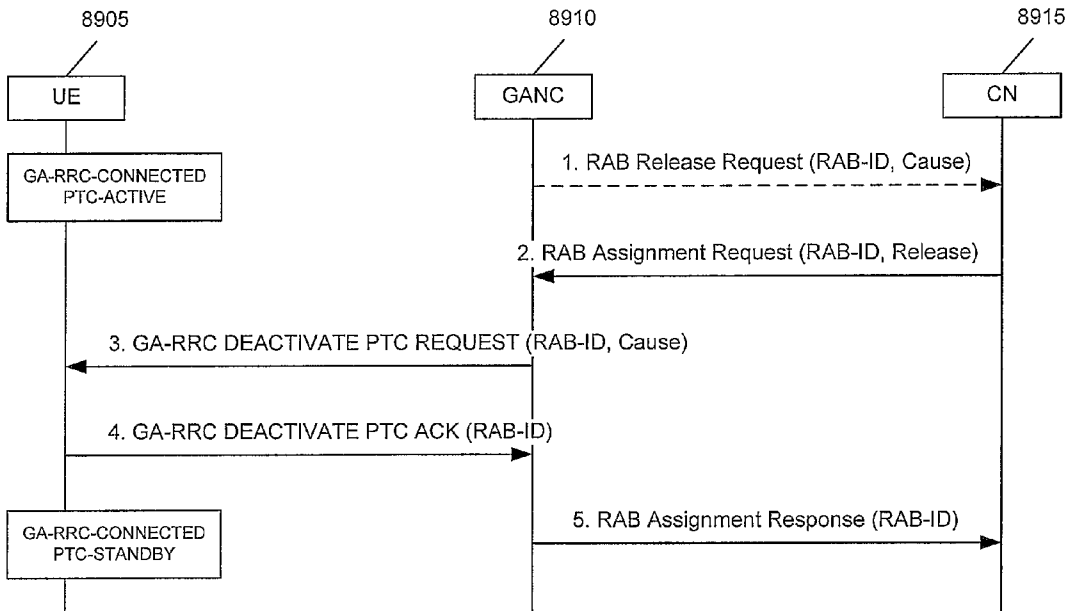 8905
8910
8915
UE
GANC
CN
GA-RRC-CONNECTED
PTC-ACTIVE
1. RAB Release Request (RAB-ID, Cause)
2. RAB Assignment Request (RAB-ID, Release)
3. GA-RRC DEACTIVATE PTC REQUEST (RAB-ID, Cause)
4. GA-RRC DEACTIVATE PTC ACK (RAB-ID)
GA-RRC-CONNECTED
PTC-STANDBY
5. RAB Assignment Response (RAB-ID)